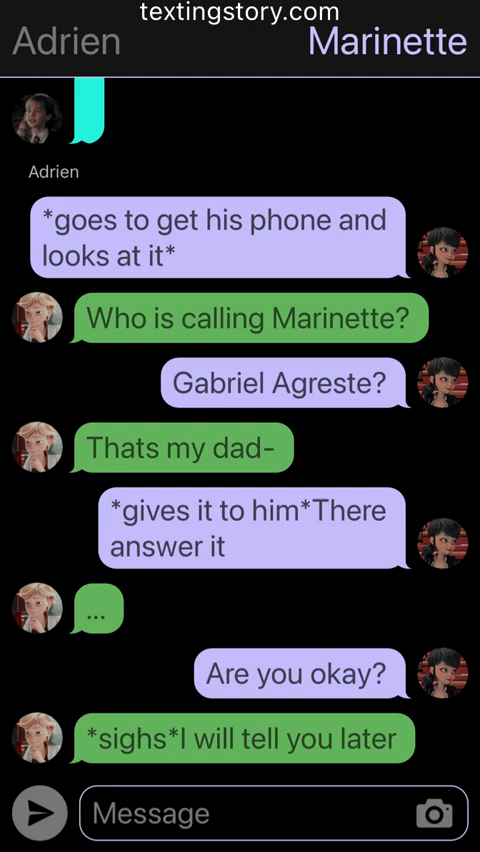 textingstory.com
Adrien
Marinette
Adrien
*goes to get his phone and
looks at it*
Who is calling Marinette?
Gabriel Agreste?
Thats my dad-
*gives it to him*There
answer it
...
Are you okay?
*sighs*I will tell you later
Message